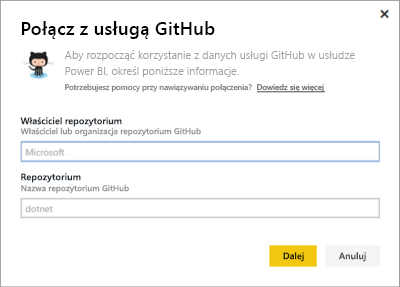 Połącz z usługą GitHub
Aby rozpocząć korzystanie z danych usługi GitHub w usłudze
Power BI, określ poniższe informacje.
Potrzebujesz pomocy przy nawiązywaniu połączenia? Dowiedz się więcej
Właściciel repozytorium
Właściciel lub organizacja repozytorium GitHub
Microsoft
Repozytorium
Nazwa repozytorium GitHub
dotnet
Dalej
Anuluj